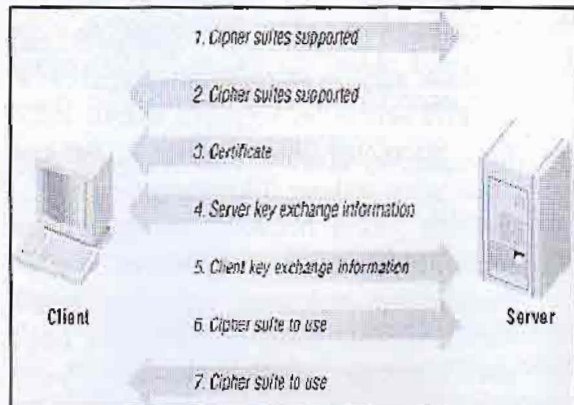 1. Cipher suites supported
2. Cipher suites supported
3. Certificate
4. Server key exchange information
5. Client key exchange information
Client
Server
6. Cipher suite to use
7. Cipher suite to use